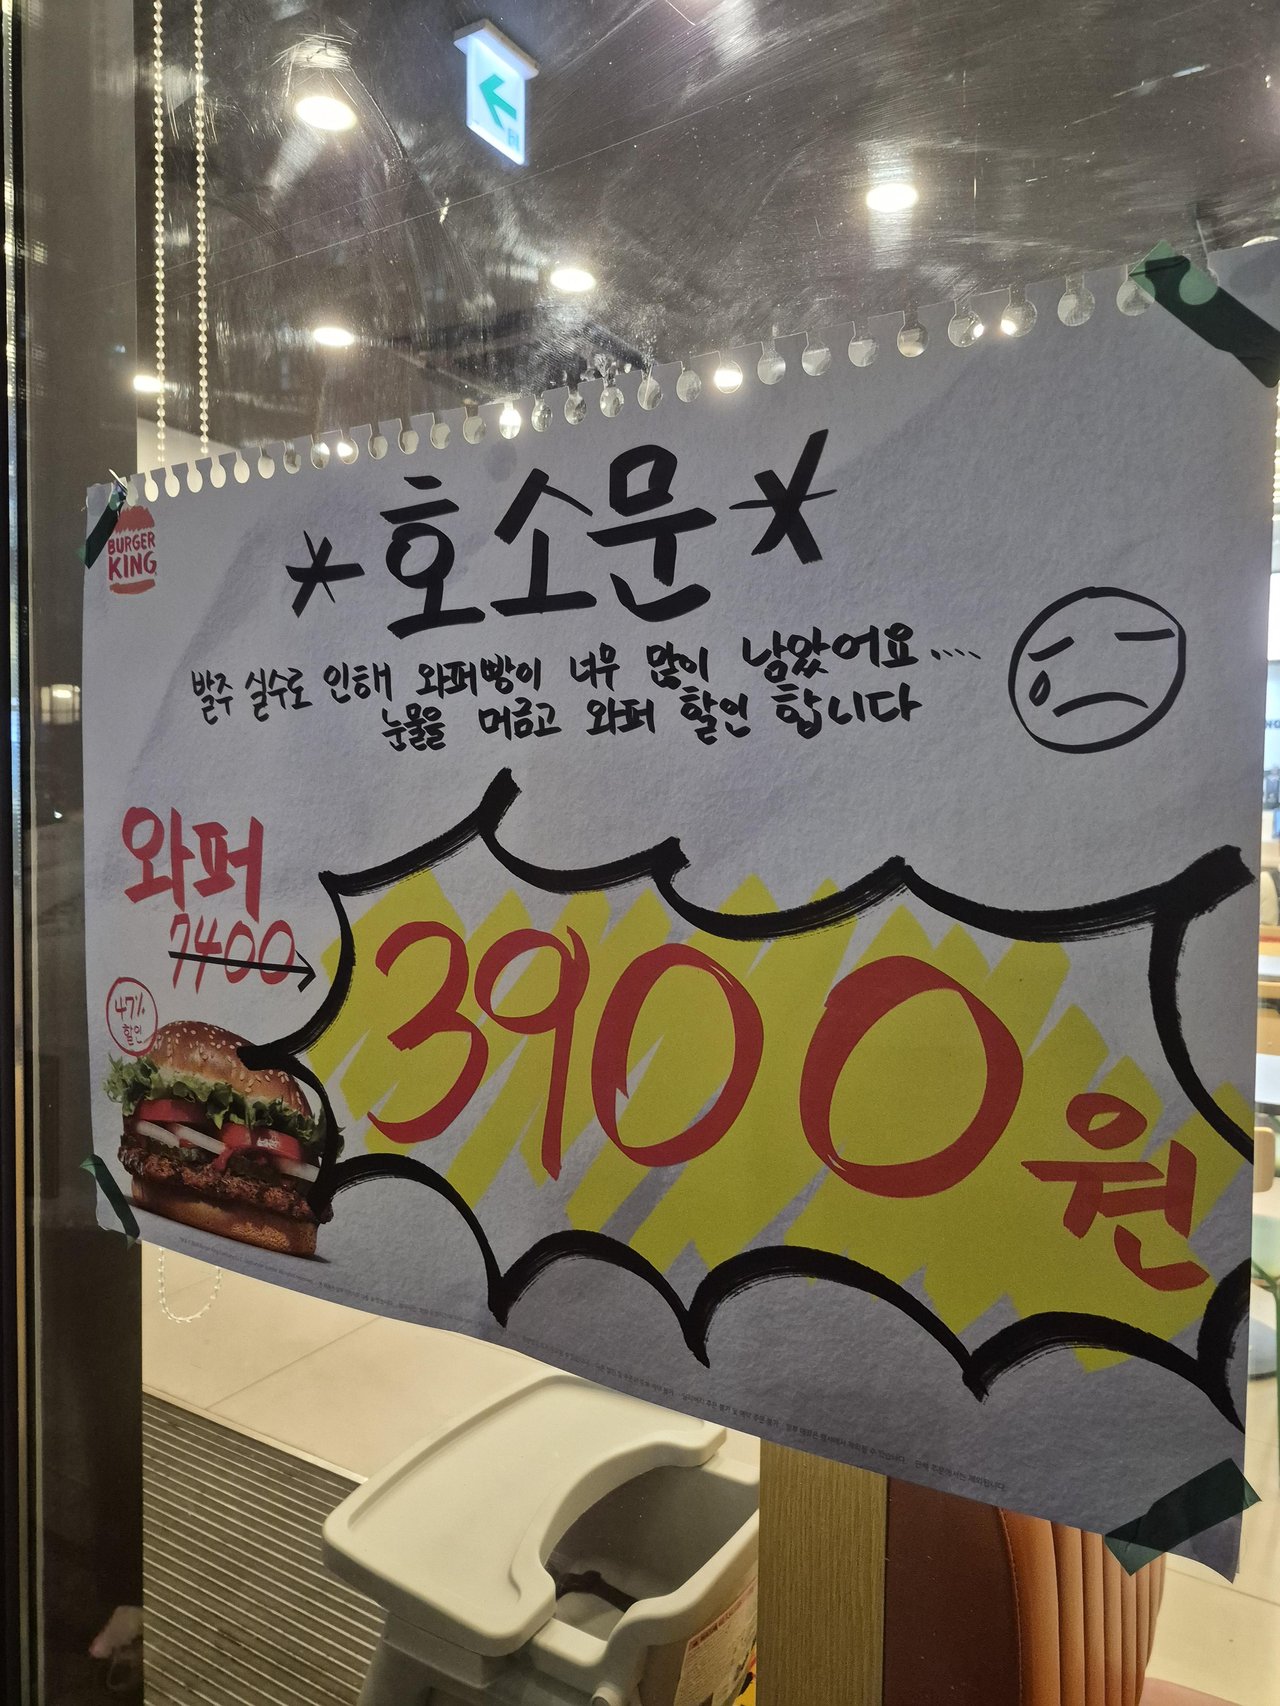 BURGER
KING
*호소문*
발주 실수로 인해 와퍼빵이 너무 많이 남았어요....
눈물을 머금고 와퍼 할인 합니다
와퍼
7400
3900원
47%
할인